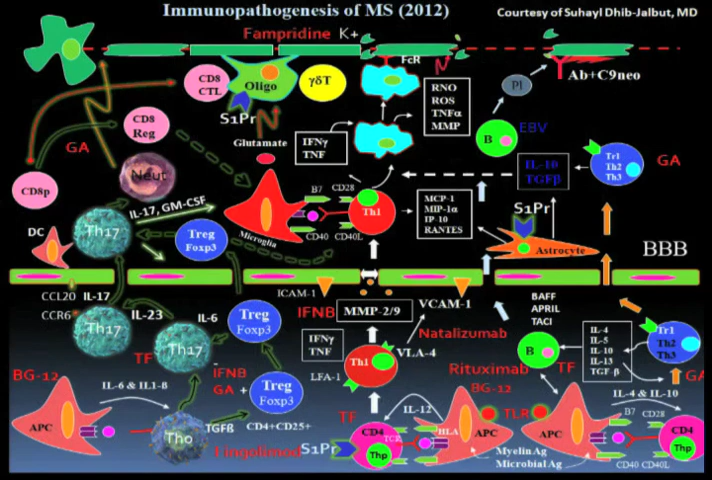 Immunopathogenesis of MS (2012)
Courtesy of Suhayl Dhib-Jalbut, MD
Fampridine K+
FcR
CD8
CTL
Oligo
γδT
RNO
ROS
TNFα
MMP
Ab+C9neo
Pl
S1Pr
EBV
B
CD8
Reg
GA
Glutamate
IFNγ
TNF
IL-10
TGFβ
Tr1
Th2
Th3
GA
CD8p
Neut
IL-17, GM-CSF
B7
CD28
Th1
MCP-1
MIP-1α
IP-10
RANTES
S1Pr
DC
Th17
Treg
Foxp3
Microglia
CD40
CD40L
Astrocyte
BBB
CCL20
IL-17
CCR6
ICAM-1
IL-23
IL-6
Treg
Foxp3
IFNB
MMP-2/9
VCAM-1
BAFF
APRIL
TACI
IL-4
IL-5
IL-10
IL-13
TGF-β
Tr1
Th2
Th3
Th17
Th17
TF
IFNγ
TNF
Natalizumab
Th1
VLA-4
B
TF
BG-12
-
IFNB
GA
+
Treg
Foxp3
LFA-1
Rituximab
BG-12
GA
IL-6 & IL1-ß
TF
IL-12
TLR
IL-4 & IL-10
APC
Tho
TGFß
CD4+CD25+
CD4
TCR
HLA
APC
APC
B7
CD28
CD4
Fingolimod
S1Pr
Thp
Myelin Ag
Microbial Ag
CD40
CD40L
Thp